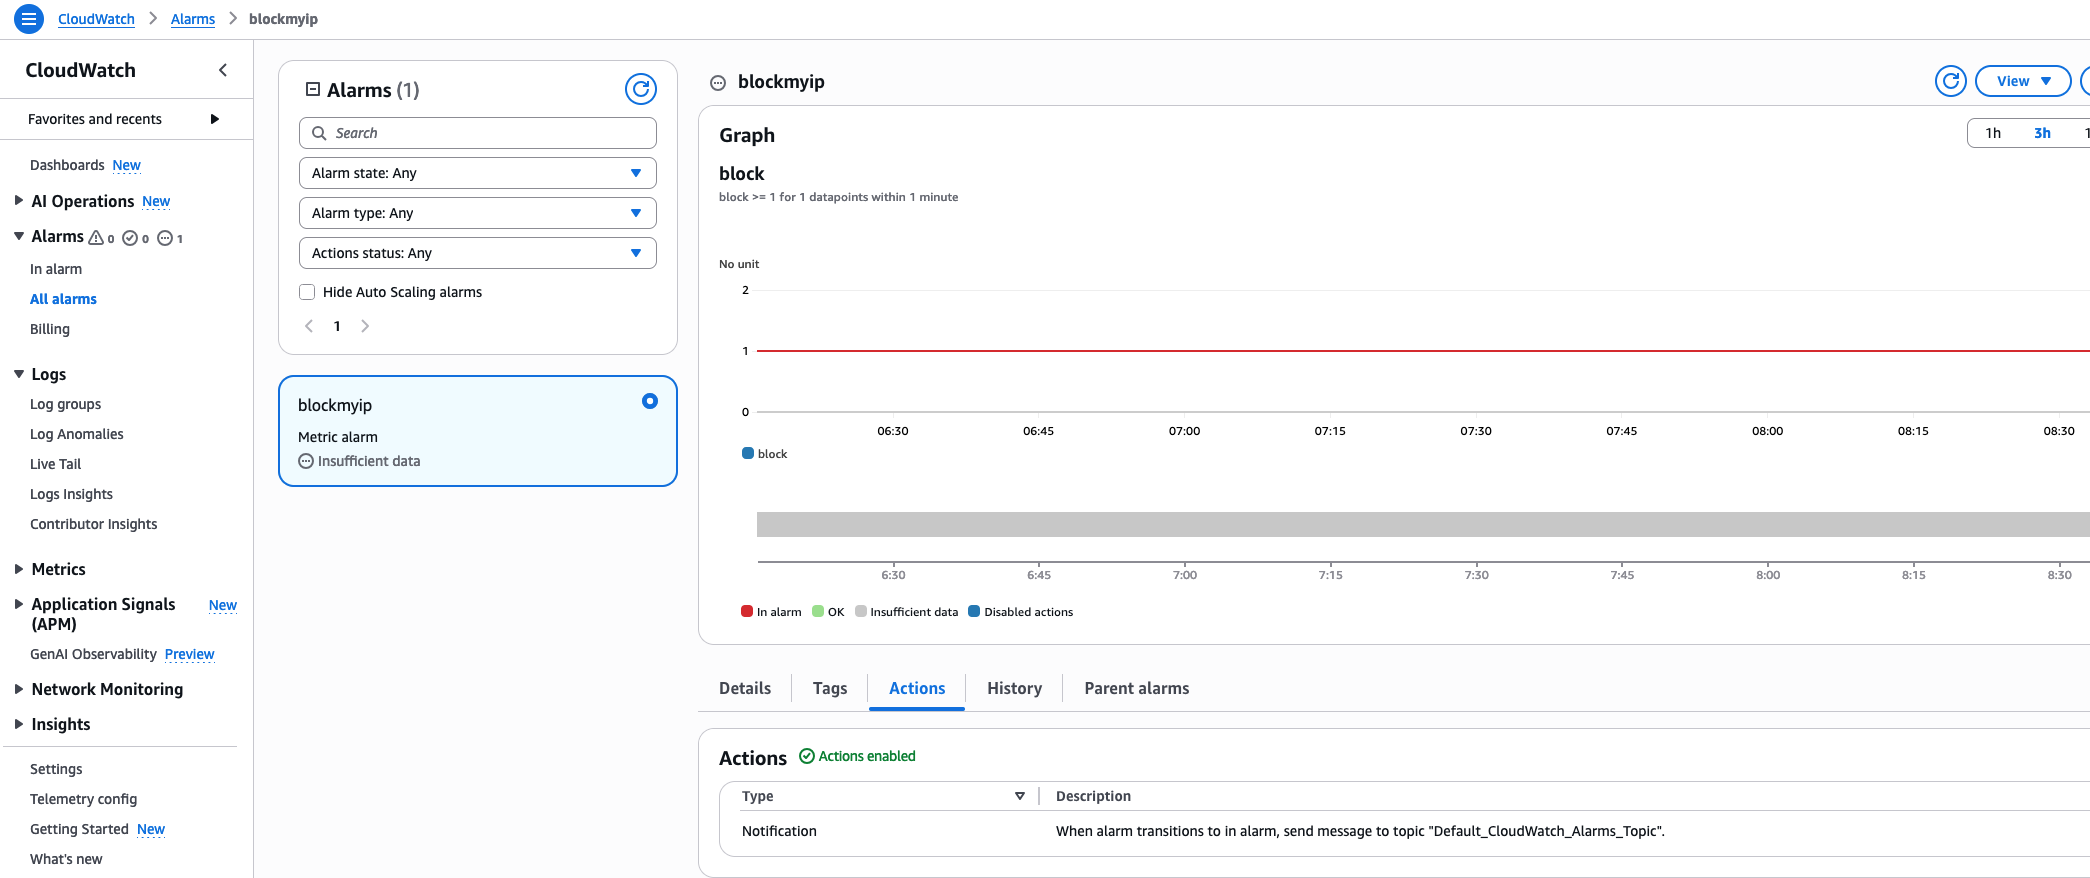 CloudWatch > Alarms > blockmyip
CloudWatch
Favorites and recents
Dashboards New
AI Operations New
Alarms 0 0 1
In alarm
All alarms
Billing
Logs
Log groups
Log Anomalies
Live Tail
Logs Insights
Contributor Insights
Metrics
Application Signals New
(APM)
GenAI Observability Preview
Network Monitoring
Insights
Settings
Telemetry config
Getting Started New
What's new
Alarms (1)
Search
Alarm state: Any
Alarm type: Any
Actions status: Any
Hide Auto Scaling alarms
1
blockmyip
Metric alarm
Insufficient data
blockmyip
View
Graph
1h 3h 1
block
block >= 1 for 1 datapoints within 1 minute
No unit
2
1
0
06:30 06:45 07:00 07:15 07:30 07:45 08:00 08:15 08:30
block
6:30 6:45 7:00 7:15 7:30 7:45 8:00 8:15 8:30
In alarm OK Insufficient data Disabled actions
Details Tags Actions History Parent alarms
Actions Actions enabled
Type Description
Notification When alarm transitions to in alarm, send message to topic "Default_CloudWatch_Alarms_Topic".